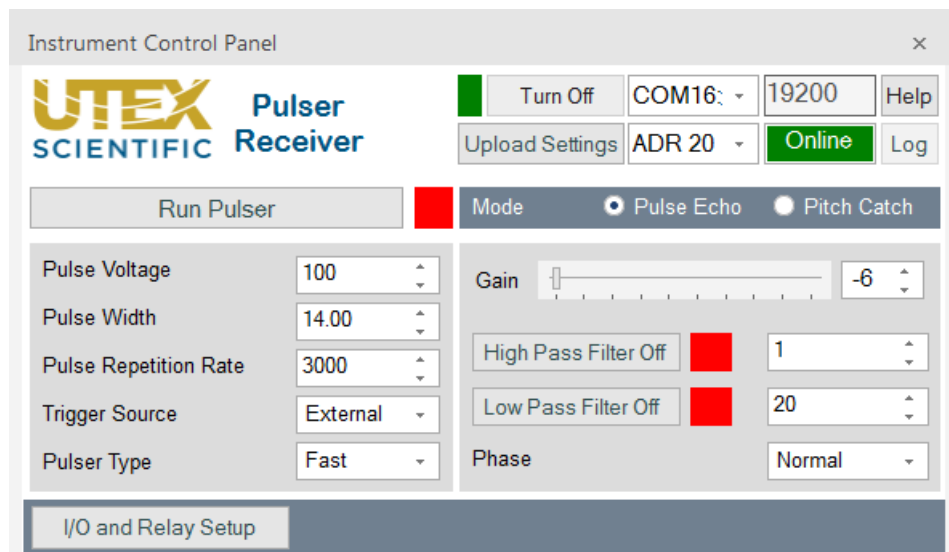 Instrument Control Panel
UTEX
SCIENTIFIC
Pulser
Receiver
Turn Off COM16: 19200 Help
Upload Settings ADR 20 Online Log
Run Pulser
Mode Pulse Echo Pitch Catch
Pulse Voltage 100
Pulse Width 14.00
Pulse Repetition Rate 3000
Trigger Source External
Pulser Type Fast
Gain -6
High Pass Filter Off 1
Low Pass Filter Off 20
Phase Normal
I/O and Relay Setup